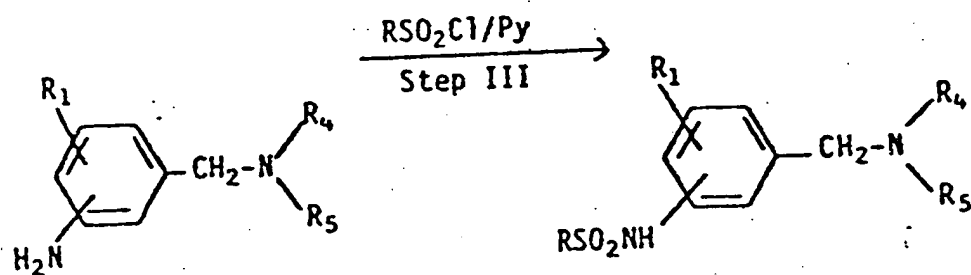 RSO₂Cl/Py
Step III
R₁
R₄
CH₂-N
R₅
H₂N
R₁
R₄
CH₂-N
R₅
RSO₂NH